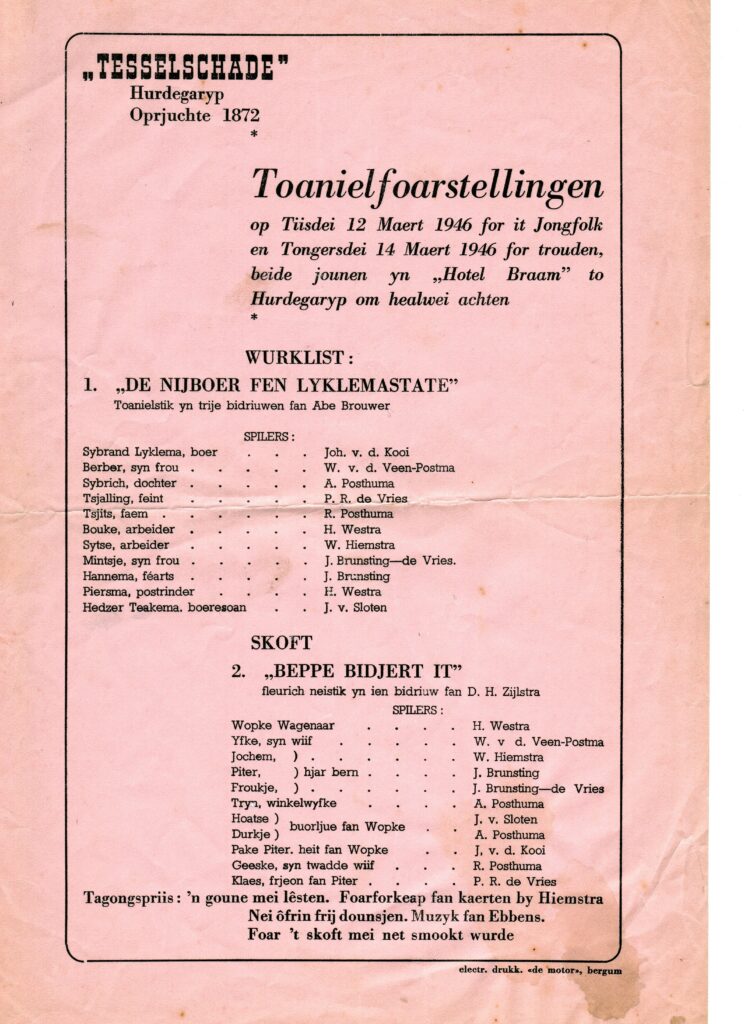 „TESSELSCHADE”
Hurdegaryp
Oprjuchte 1872
*
Toanielfoarstellingen
op Tiisdei 12 Maert 1946 for it Jongfolk
en Tongersdei 14 Maert 1946 for trouden,
beide jounen yn „Hotel Braam” to
Hurdegaryp om healwei achten
*
WURKLIST:
1. „DE NIJBOER FEN LYKLEMASTATE”
Toanielstik yn trije bidriuwen fan Abe Brouwer
SPILERS:
Sybrand Lyklema, boer . . . Joh. v. d. Kooi
Berber, syn frou . . . . . W. v. d. Veen-Postma
Sybrich, dochter . . . . . A. Posthuma
Tsjalling, feint . . . . . P. R. de Vries
Tsjits, faem . . . . . . R. Posthuma
Bouke, arbeider . . . . . H. Westra
Sytse, arbeider . . . . . W. Hiemstra
Mintsje, syn frou . . . . . J. Brunsting—de Vries.
Hannema, féarts . . . . . J. Brunsting
Piersma, postrinder . . . . H. Westra
Hedzer Teakema. boeresoan . . J. v. Sloten
SKOFT
2. „BEPPE BIDJERT IT”
fleurich neistik yn ien bidriuw fan D. H. Zijlstra
SPILERS:
Wopke Wagenaar . . . . H. Westra
Yfke, syn wiif . . . . . W. v d. Veen-Postma
Jochem, ) . . . . . . W. Hiemstra
Piter, ) hjar bern . . . . J. Brunsting
Froukje, ) . . . . . . J. Brunsting—de Vries
Tryn, winkelwyfke . . . . A. Posthuma
Hoatse ) J. v. Sloten
buorljue fan Wopke . .
Durkje ) A. Posthuma
Pake Piter. heit fan Wopke . . J, v. d. Kooi
Geeske, syn twadde wiif . . . R. Posthuma
Klaes, frjeon fan Piter . . . . P. R. de Vries
Tagongspriis: 'n goune mei lêsten. Foarforkeap fan kaerten by Hiemstra
Nei ôfrin frij dounsjen. Muzyk fan Ebbens.
Foar 't skoft mei net smookt wurde
electr. drukk. «de motor», bergum